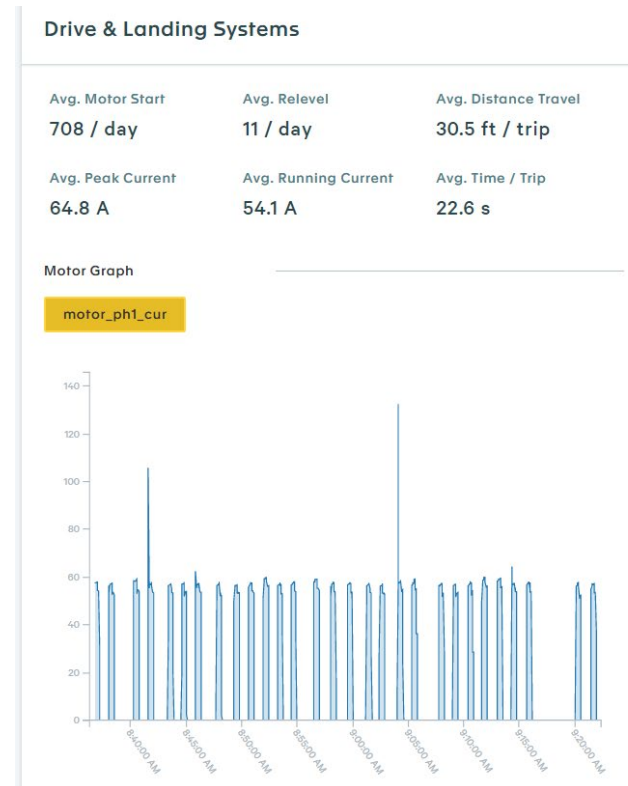 Drive & Landing Systems
Avg. Motor Start Avg. Relevel Avg. Distance Travel
708 / day 11 / day 30.5 ft / trip
Avg. Peak Current Avg. Running Current Avg. Time / Trip
64.8 A 54.1 A 22.6 s
Motor Graph
motor_ph1_cur
140
120
100
80
60
40
20
0
8:40:00 AM 8:45:00 AM 8:50:00 AM 8:55:00 AM 9:00:00 AM 9:05:00 AM 9:10:00 AM 9:15:00 AM 9:20:00 AM